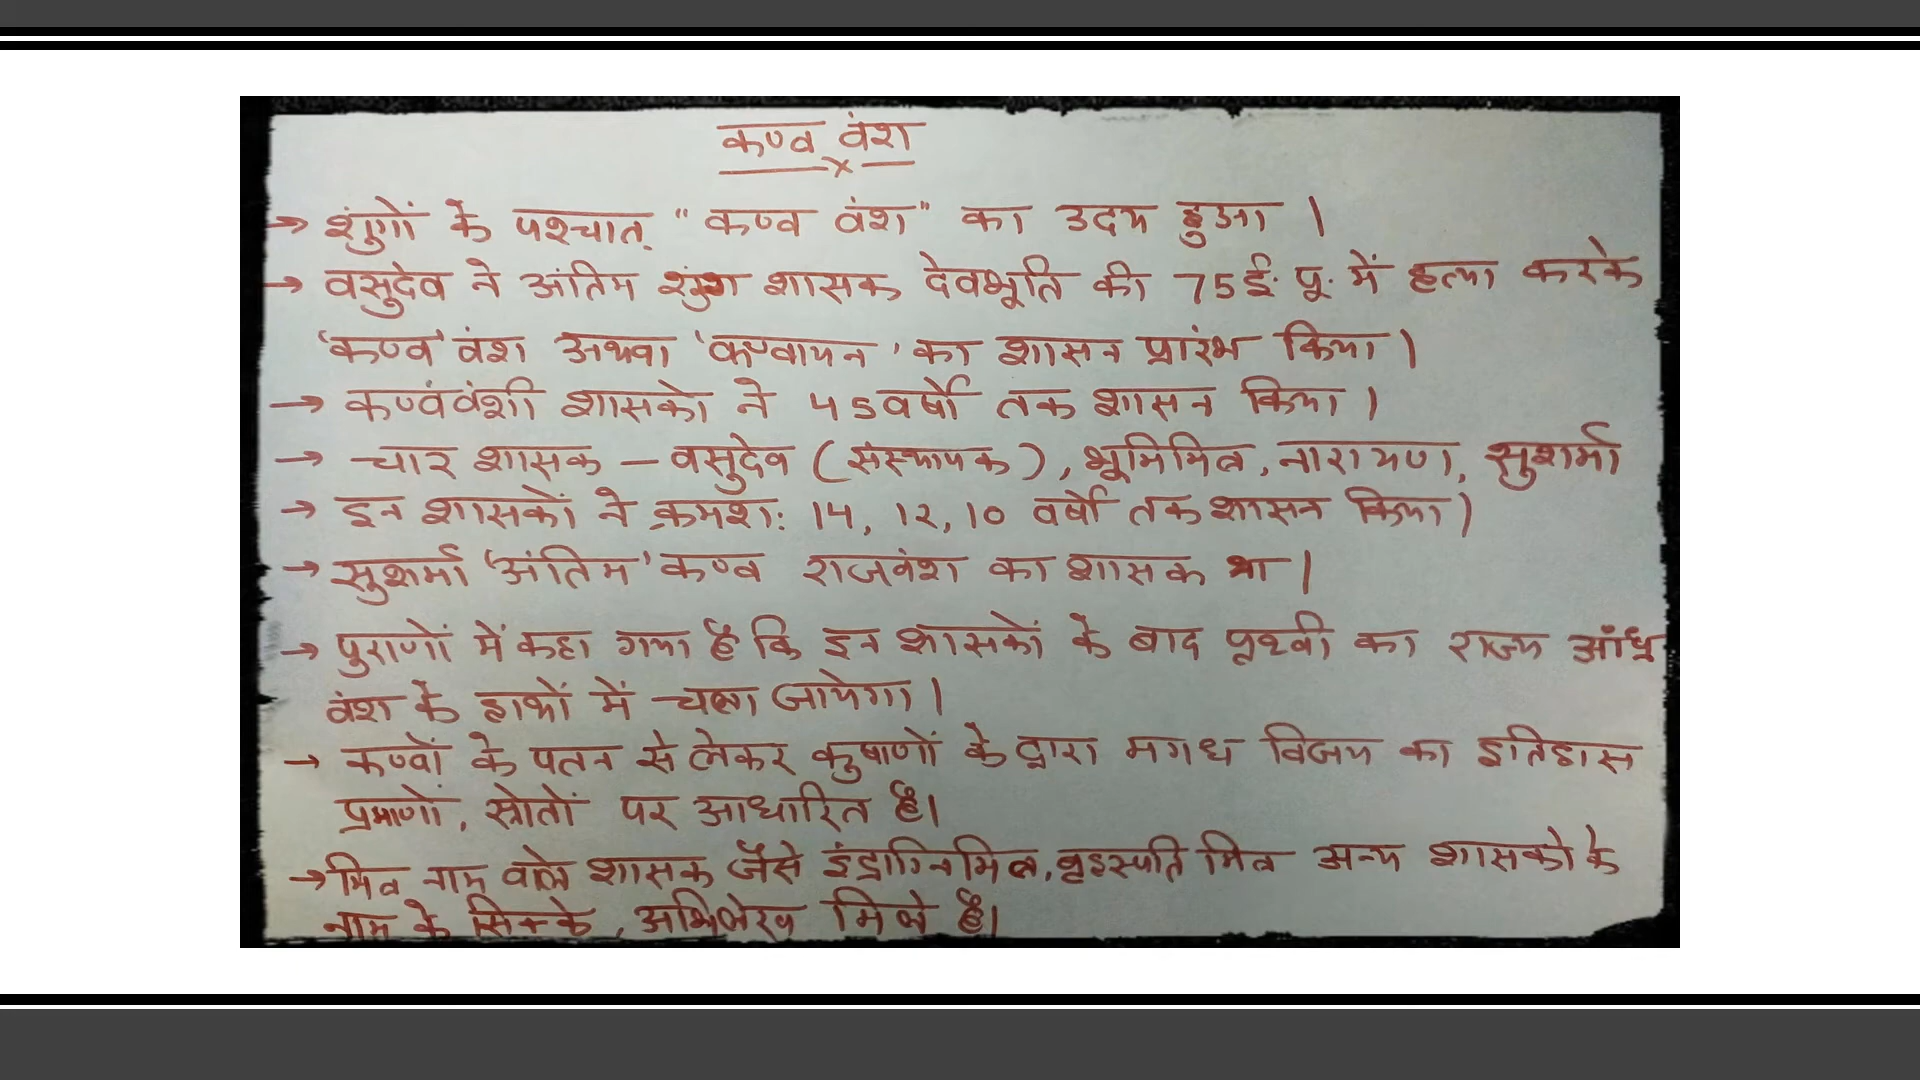 कण्व वंश
→ शुंगों के पश्चात् "कण्व वंश" का उदय हुआ ।
→ वसुदेव ने अंतिम शुंग शासक देवभूति की 75 ई. पू. में हत्या करके
'कण्व' वंश अथवा 'कण्वायन' का शासन प्रारंभ किया ।
→ कण्वंवंशी शासको ने 45 वर्षो तक शासन किया ।
→ चार शासक – वसुदेव (संस्थापक), भूमिमित्र, नारायण, सुशर्मा
→ इन शासकों ने क्रमश: 14, 12, 10 वर्षो तक शासन किया ।
→ सुशर्मा 'अंतिम' कण्व राजवंश का शासक था ।
→ पुराणों में कहा गया है कि इन शासकों के बाद पृथ्वी का राज्य आंध्र
वंश के हाथों में चला जायेगा ।
→ कण्वों के पतन से लेकर कुषाणों के द्वारा मगध विजय का इतिहास
प्रमाणों, स्रोतों पर आधारित है।
→ मित्र नाम वाले शासक जैसे इंद्राग्निमित्र, बृहस्पति मित्र अन्य शासको के
नाम के सिक्के, अभिलेख मिले है।